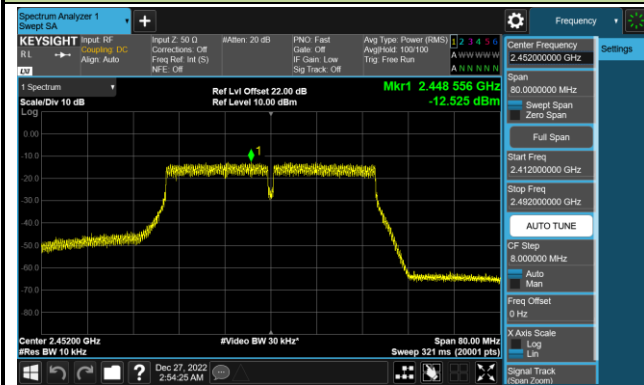 Spectrum Analyzer 1
Swept SA
+
Frequency
KEYSIGHT
RL
LXI
Input: RF
Coupling: DC
Align: Auto
Input Z: 50 Ω
Corrections: Off
Freq Ref: Int (S)
NFE: Off
#Atten: 20 dB
PNO: Fast
Gate: Off
IF Gain: Low
Sig Track: Off
Avg Type: Power (RMS)
Avg|Hold: 100/100
Trig: Free Run
1 2 3 4 5 6
A W W W W W
A N N N N N
1 Spectrum
Scale/Div 10 dB
Ref Lvl Offset 22.00 dB
Ref Level 10.00 dBm
Mkr1 2.448 556 GHz
-12.525 dBm
Log
0.00
-10.0
-20.0
-30.0
-40.0
-50.0
-60.0
-70.0
-80.0
1
Center 2.45200 GHz
#Res BW 10 kHz
#Video BW 30 kHz*
Span 80.00 MHz
Sweep 321 ms (20001 pts)
Dec 27, 2022
2:54:25 AM
?
Center Frequency
2.452000000 GHz
Span
80.0000000 MHz
Swept Span
Zero Span
Full Span
Start Freq
2.412000000 GHz
Stop Freq
2.492000000 GHz
AUTO TUNE
CF Step
8.000000 MHz
Auto
Man
Freq Offset
0 Hz
X Axis Scale
Log
Lin
Signal Track
(Span Zoom)
Settings